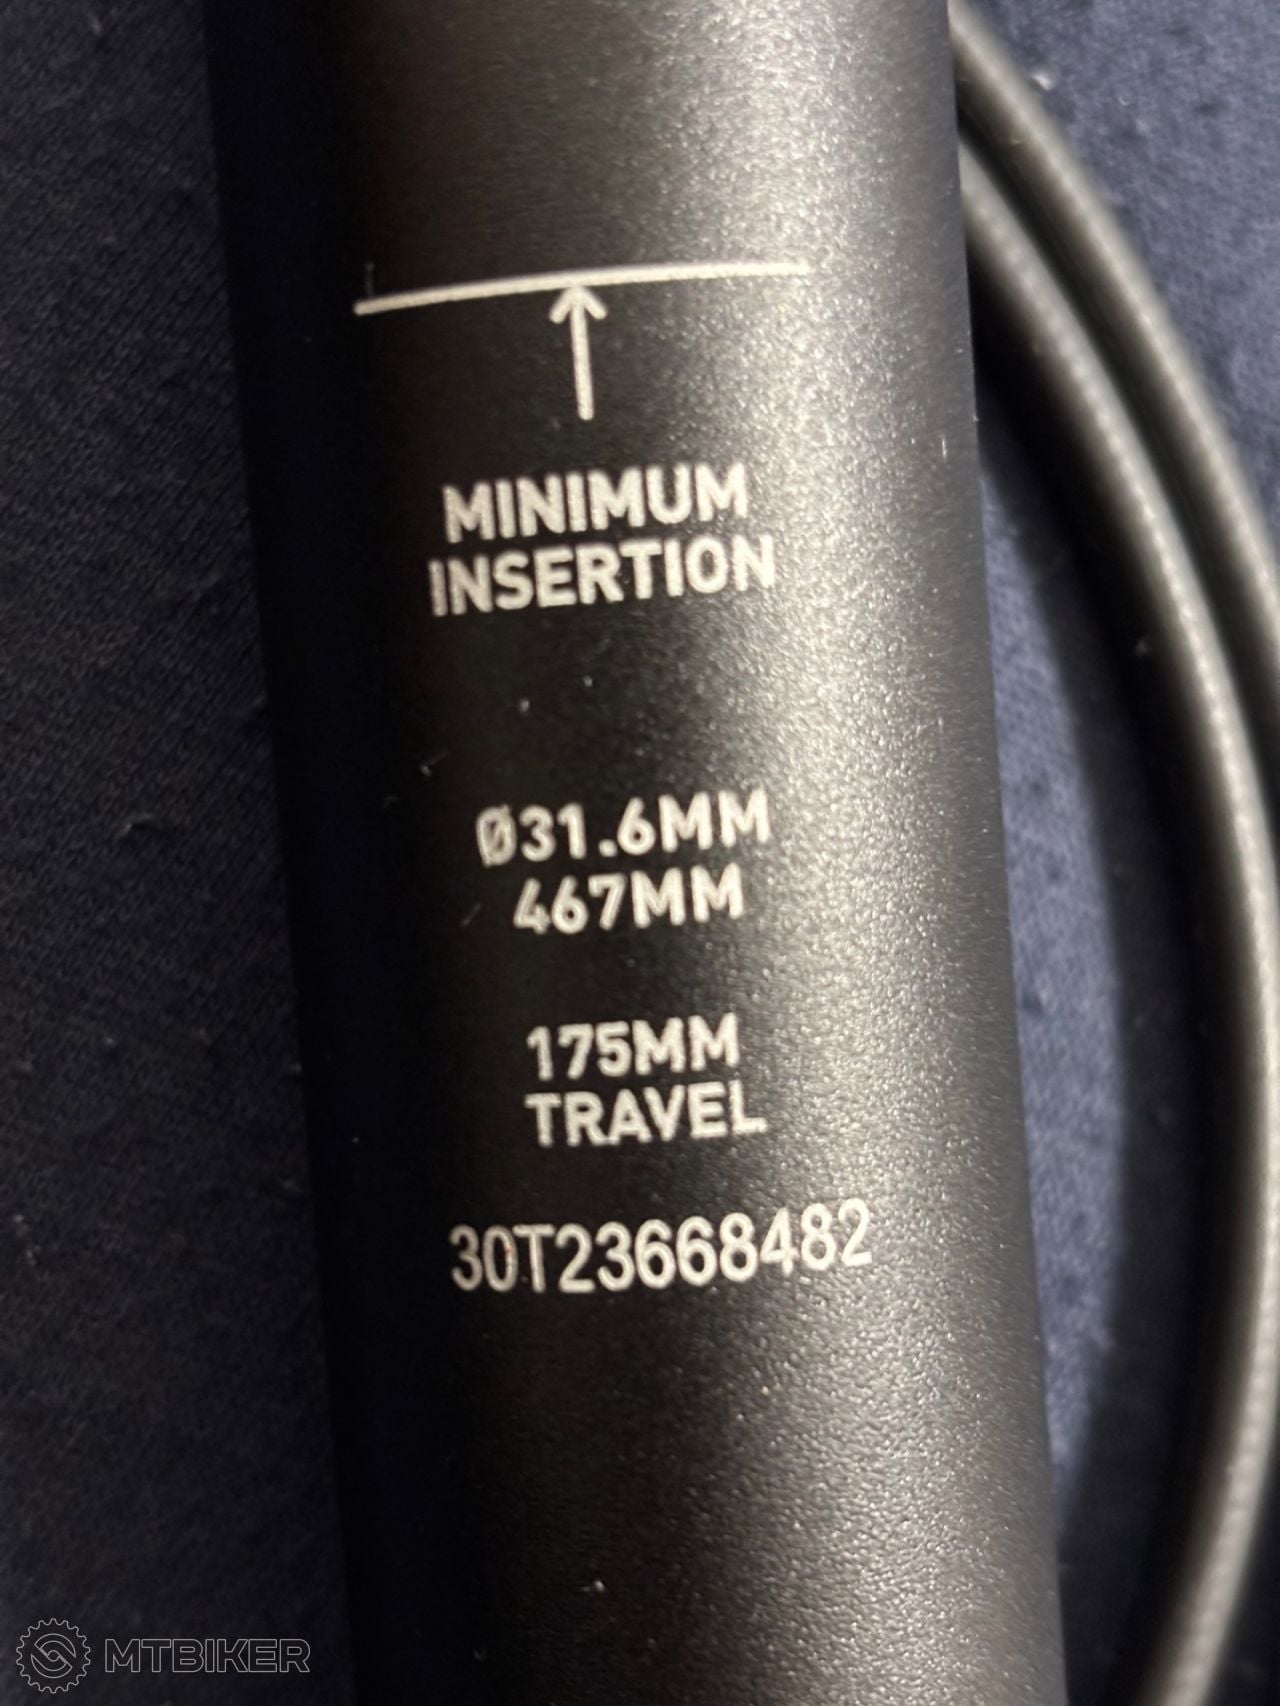 MINIMUM
INSERTION
Ø31.6MM
467MM
175MM
TRAVEL
30T23668482
MTBIKER